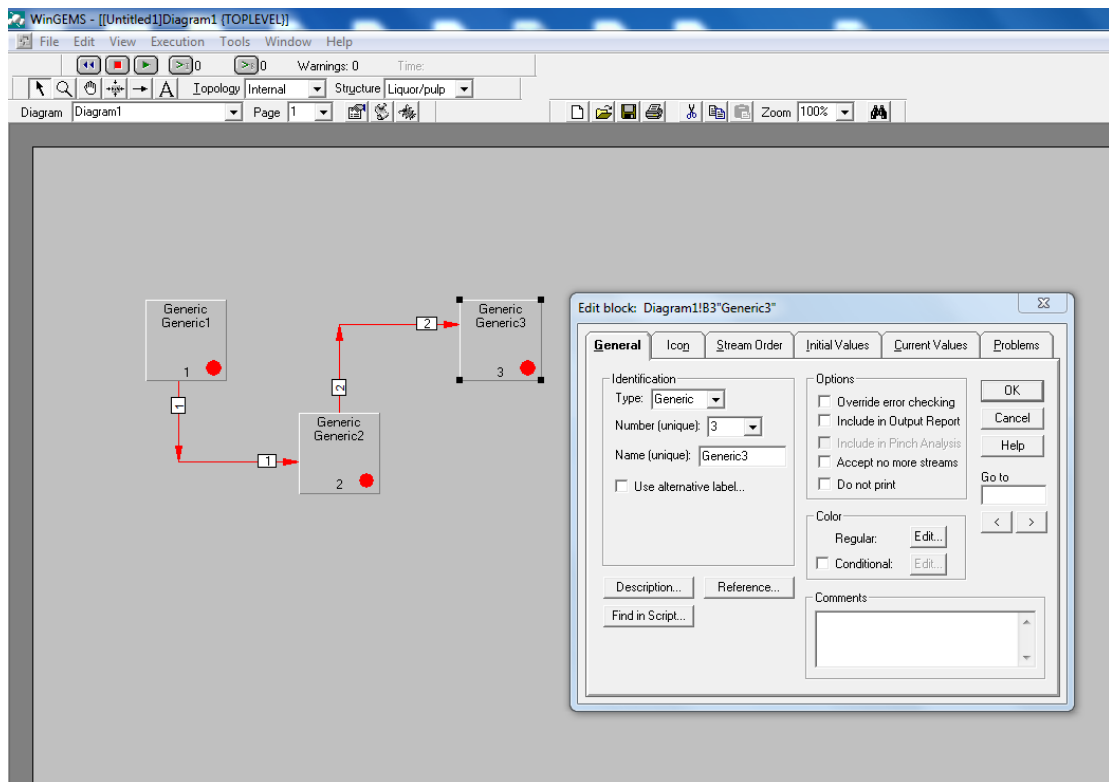 WinGEMS - [[Untitled1]Diagram1 {TOPLEVEL}]
File Edit View Execution Tools Window Help
0 0 Warnings: 0 Time:
A Topology Internal Structure Liquor/pulp
Diagram Diagram1 Page 1 Zoom 100%
Generic
Generic1
1
1
1
Generic
Generic2
2
2
2
Generic
Generic3
3
Edit block: Diagram1!B3"Generic3"
General Icon Stream Order Initial Values Current Values Problems
Identification
Type: Generic
Number (unique): 3
Name (unique): Generic3
Use alternative label...
Description... Reference...
Find in Script...
Options
Override error checking
Include in Output Report
Include in Pinch Analysis
Accept no more streams
Do not print
Color
Regular: Edit...
Conditional: Edit...
Comments
OK
Cancel
Help
Go to
< >